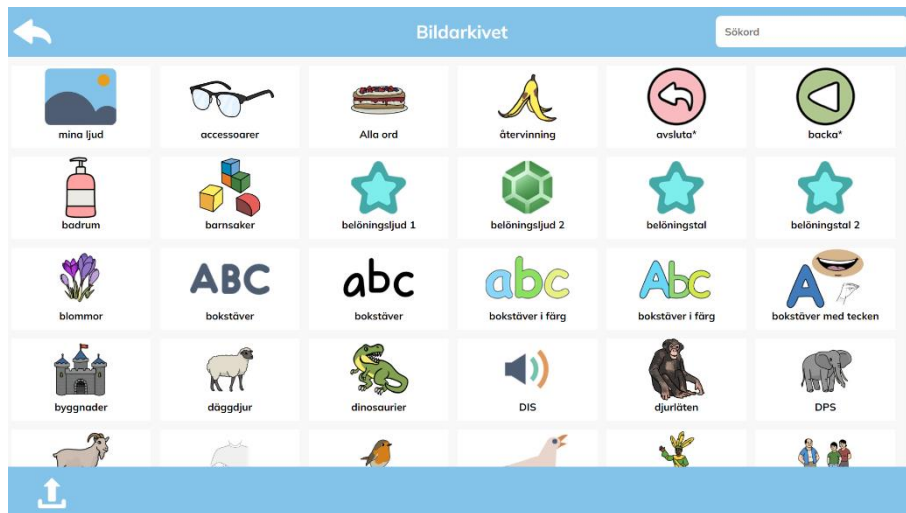 Bildarkivet
Sökord
mina ljud
accessoarer
Alla ord
återvinning
avsluta*
backa*
badrum
barnsaker
belöningsljud 1
belöningsljud 2
belöningstal
belöningstal 2
ABC
abc
abc
Abc
A
blommor
bokstäver
bokstäver
bokstäver i färg
bokstäver i färg
bokstäver med tecken
byggnader
däggdjur
dinosaurier
DIS
djurläten
DPS